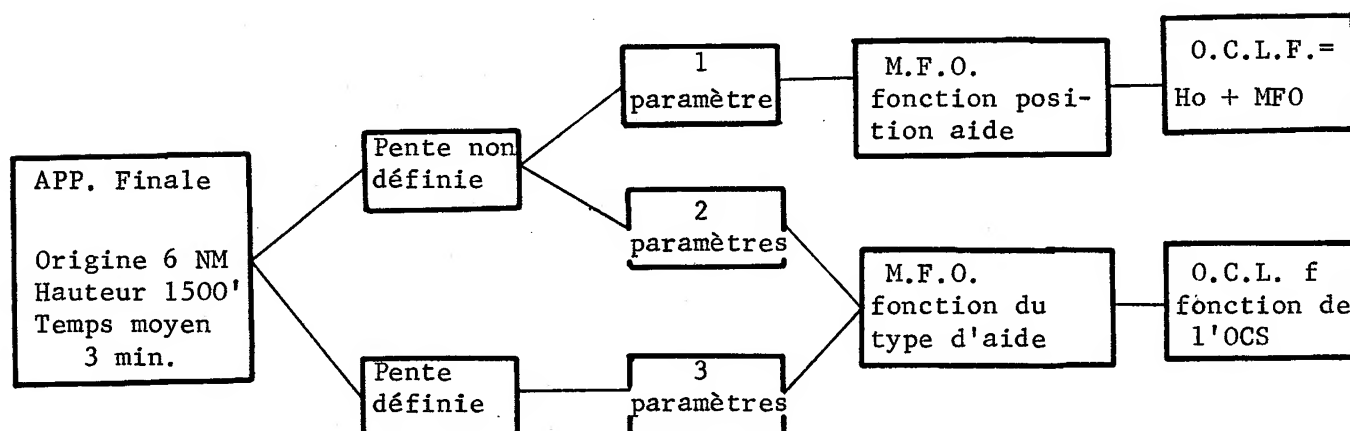 APP. Finale
Origine 6 NM
Hauteur 1500'
Temps moyen
3 min.
Pente non
définie
Pente
définie
1
paramètre
2
paramètres
3
paramètres
M.F.O.
fonction posi-
tion aide
M.F.O.
fonction du
type d'aide
O.C.L.F.=
Ho + MFO
O.C.L. f
fonction de
l'OCS